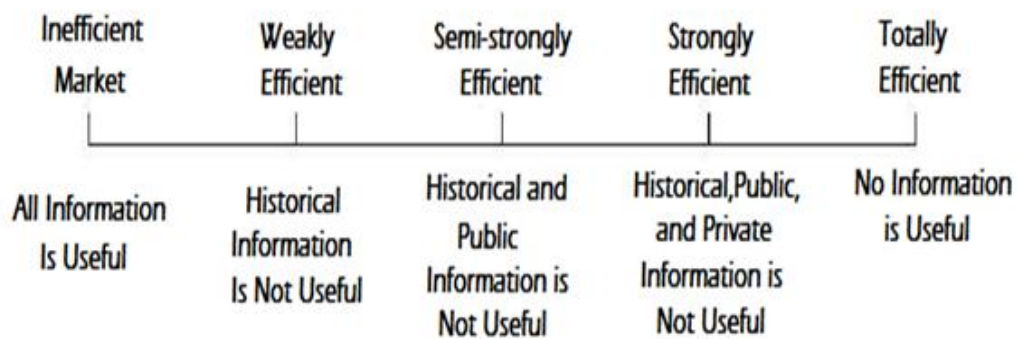 Inefficient
Market
Weakly
Efficient
Semi-strongly
Efficient
Strongly
Efficient
Totally
Efficient
All Information
Is Useful
Historical
Information
Is Not Useful
Historical and
Public
Information is
Not Useful
Historical,Public,
and Private
Information is
Not Useful
No Information
is Useful